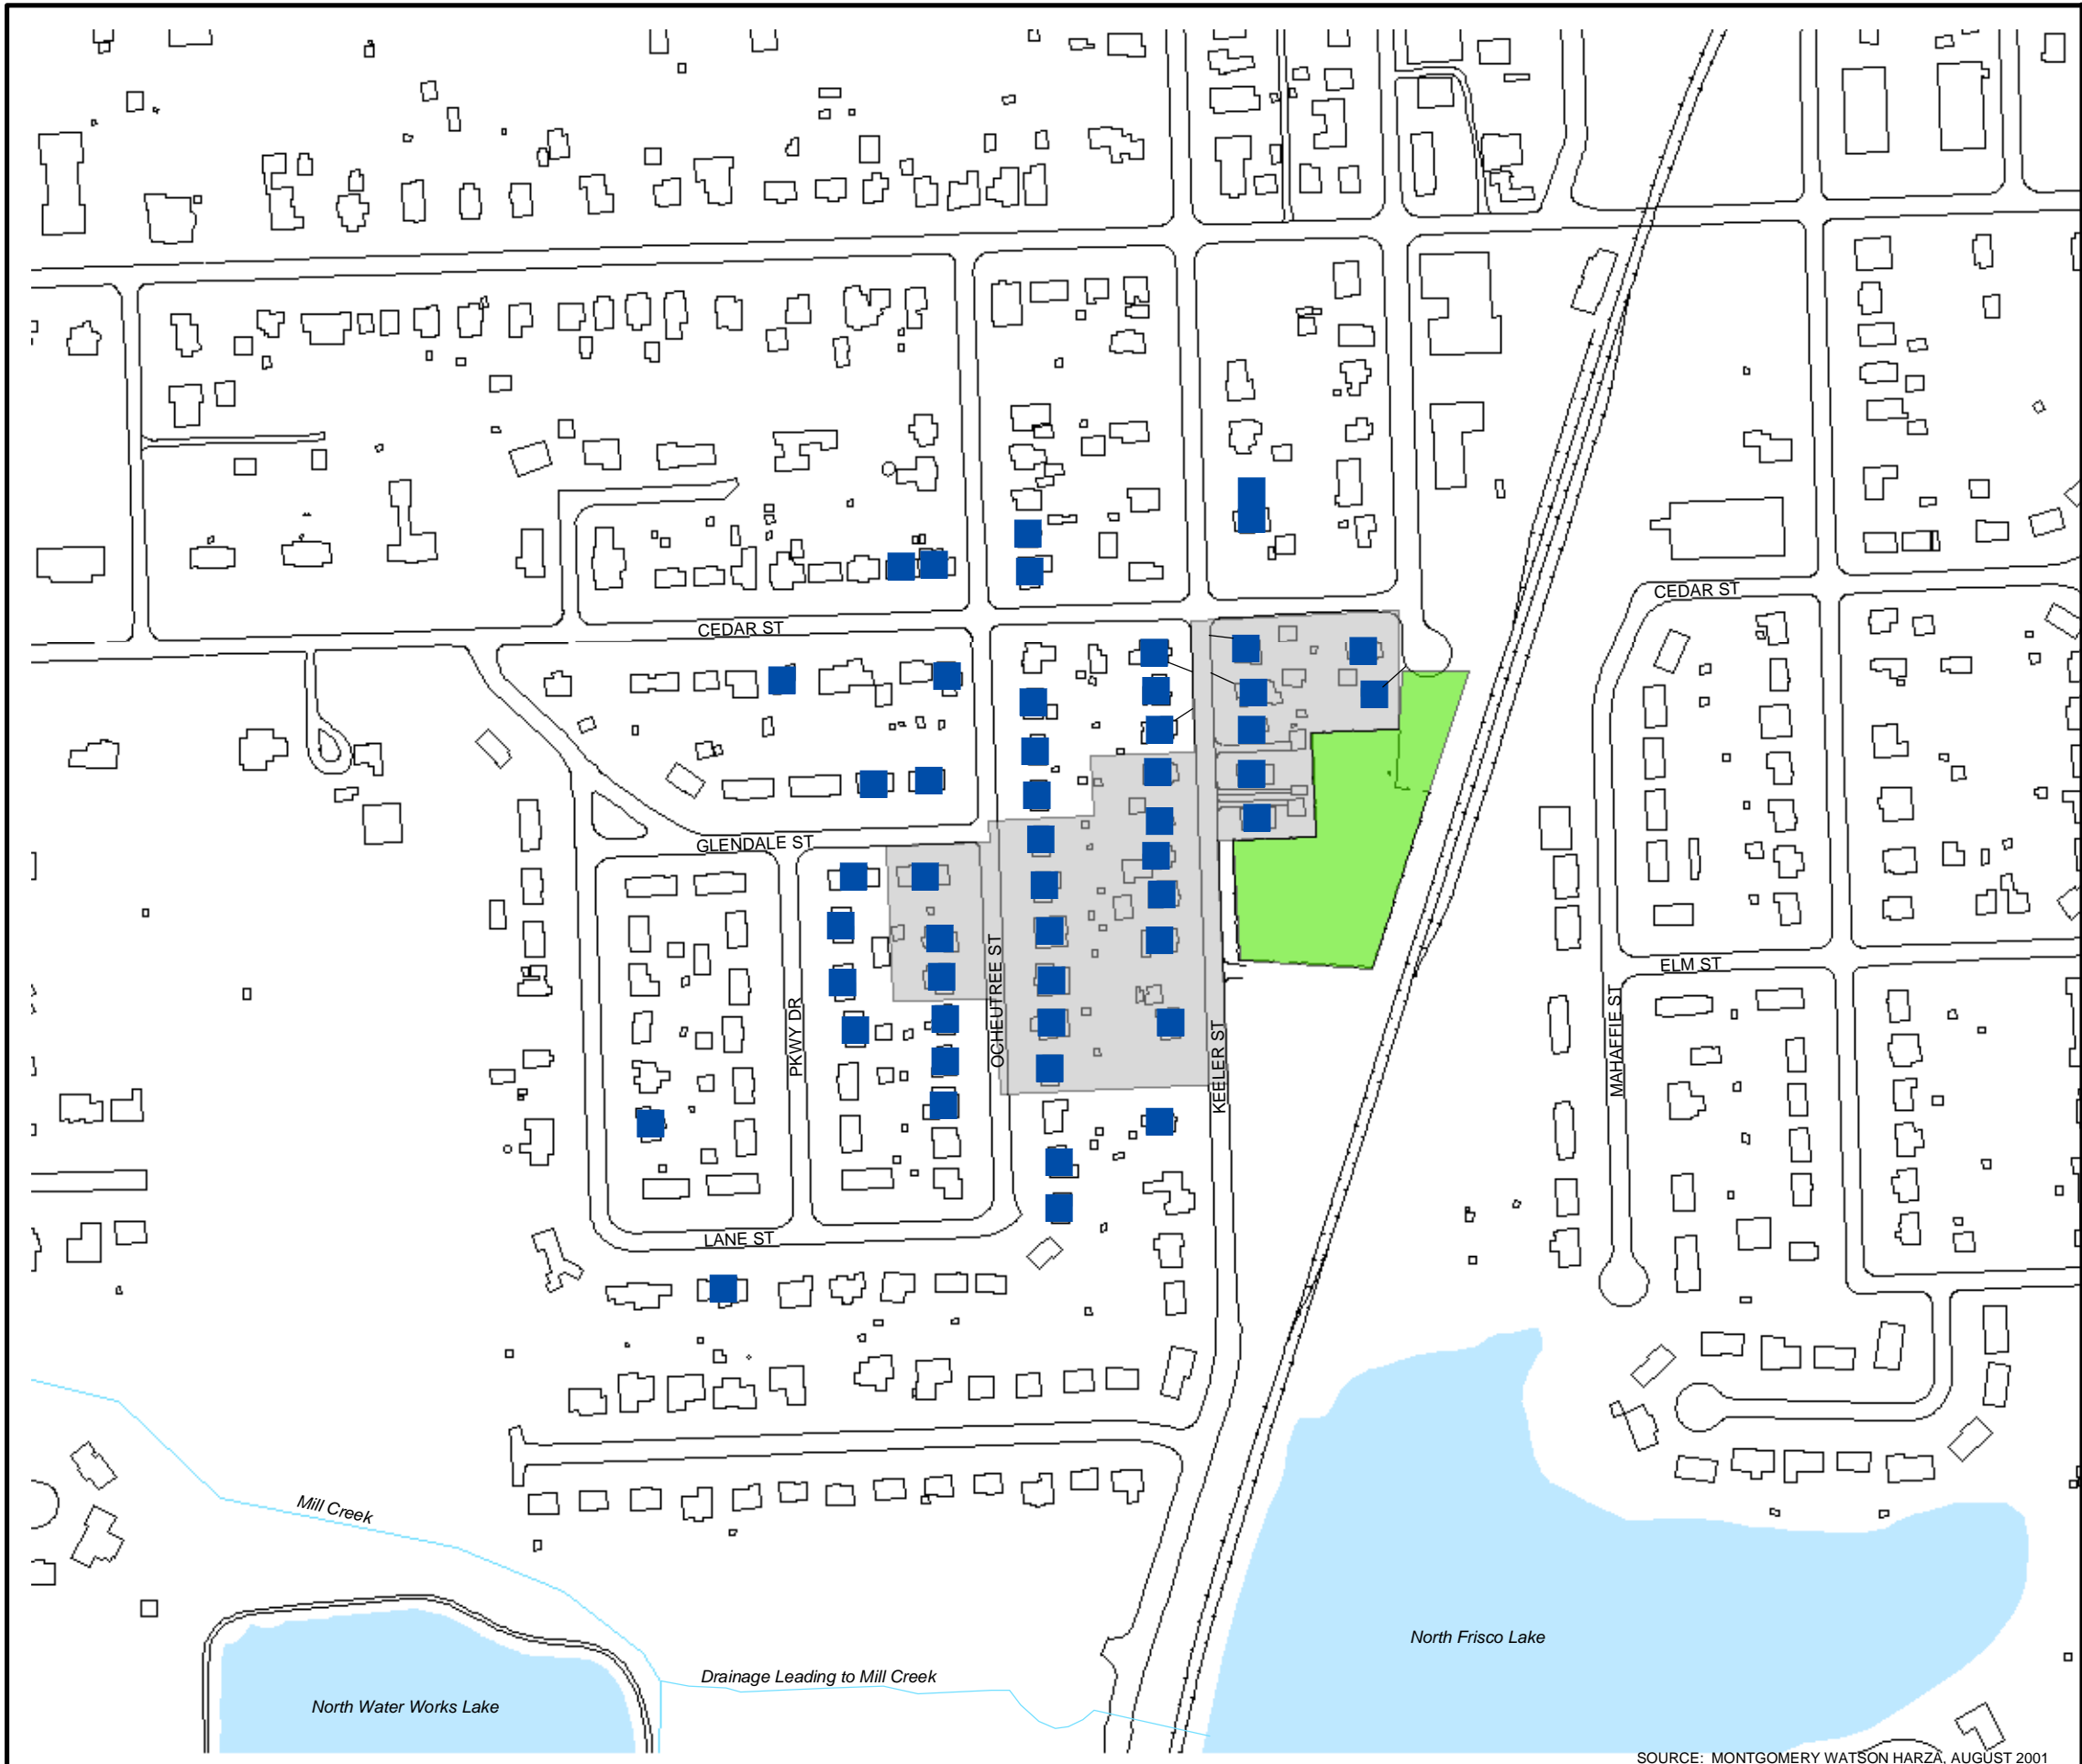 CEDAR ST
CEDAR ST
GLENDALE ST
OCHEUTREE ST
ELM ST
PKWY DR
MAHAFFIE ST
KEELER ST
LANE ST
Mill Creek
North Frisco Lake
Drainage Leading to Mill Creek
North Water Works Lake
SOURCE: MONTGOMERY WATSON HARZA, AUGUST 2001